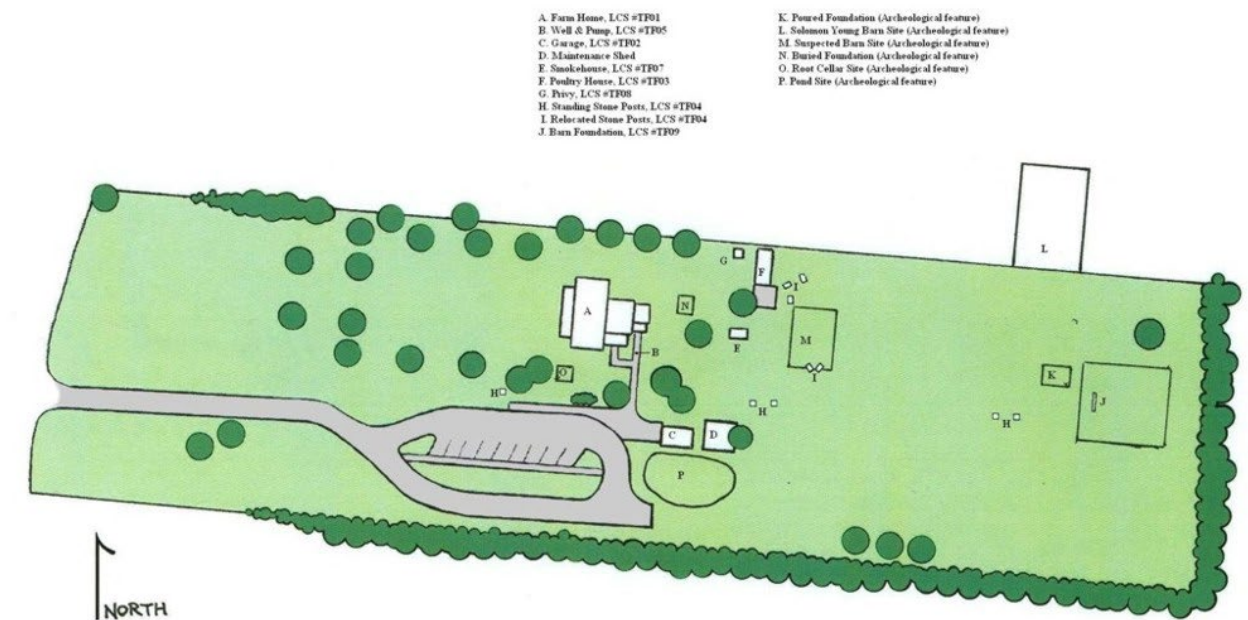 A. Farm Home, LCS #TF01
B. Well & Pump, LCS #TF05
C. Garage, LCS #TF02
D. Maintenance Shed
E. Smokehouse, LCS #TF07
F. Poultry House, LCS #TF03
G. Privy, LCS #TF08
H. Standing Stone Posts, LCS #TF04
I. Relocated Stone Posts, LCS #TF04
J. Barn Foundation, LCS #TF09
K. Poured Foundation (Archeological feature)
L. Solomon Young Barn Site (Archeological feature)
M. Suspected Barn Site (Archeological feature)
N. Buried Foundation (Archeological feature)
O. Root Cellar Site (Archeological feature)
P. Pond Site (Archeological feature)
L
G
F
I
A
N
M
E
B
I
K
O
H
J
H
H
C
D
P
NORTH